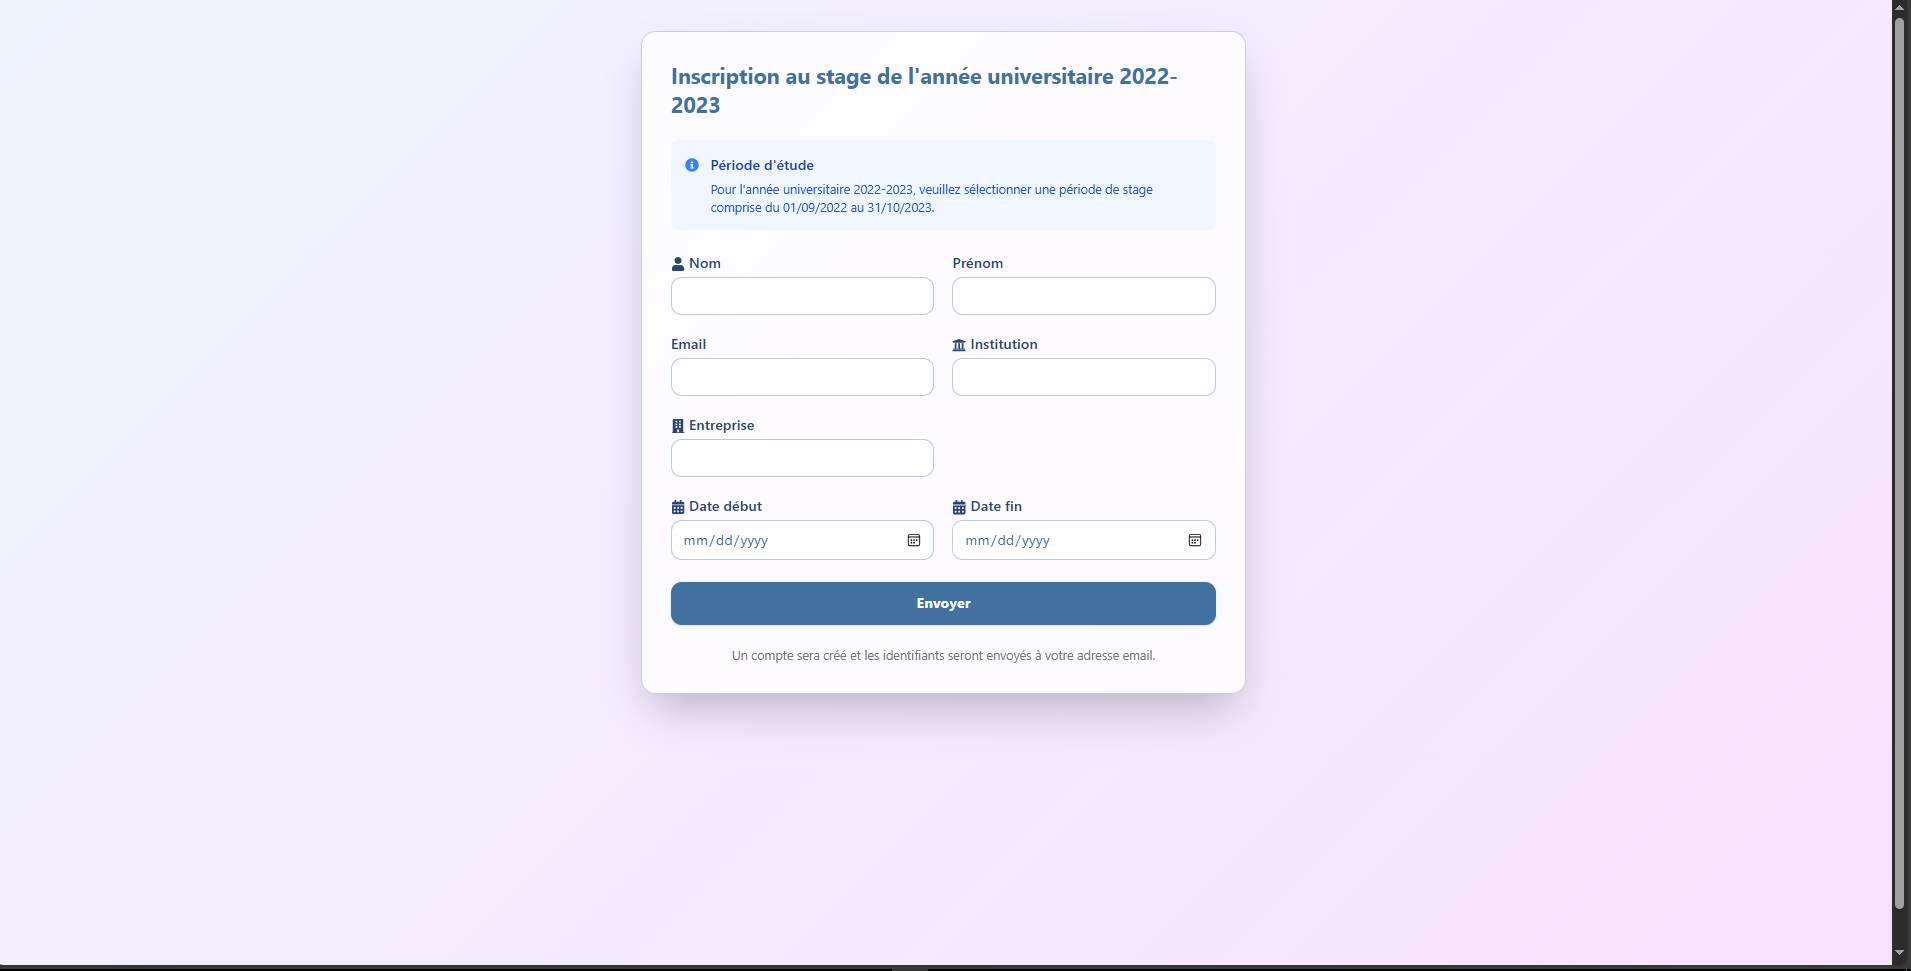 Inscription au stage de l'année universitaire 2022-
2023
Période d'étude
Pour l'année universitaire 2022-2023, veuillez sélectionner une période de stage
comprise du 01/09/2022 au 31/10/2023.
Nom
Prénom
Email
Institution
Entreprise
Date début
Date fin
mm/dd/yyyy
mm/dd/yyyy
Envoyer
Un compte sera créé et les identifiants seront envoyés à votre adresse email.